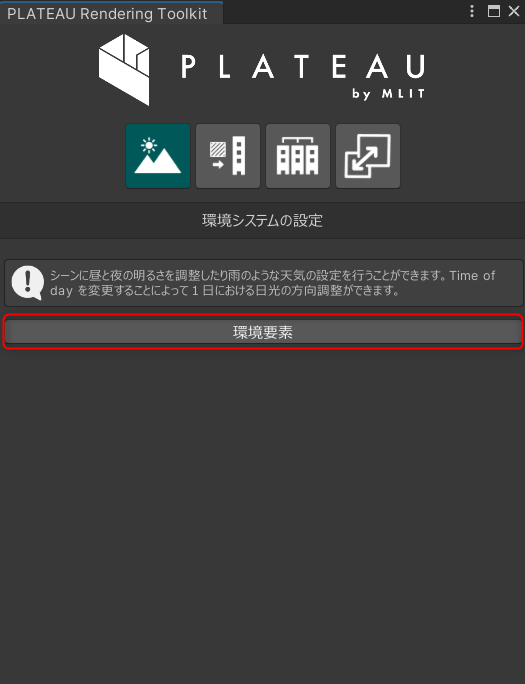 PLATEAU Rendering Toolkit
PLATEAU
by MLIT
環境システムの設定
シーンに昼と夜の明るさを調整したり雨のような天気の設定を行うことができます。Time of
day を変更することによって 1 日における日光の方向調整ができます。
環境要素